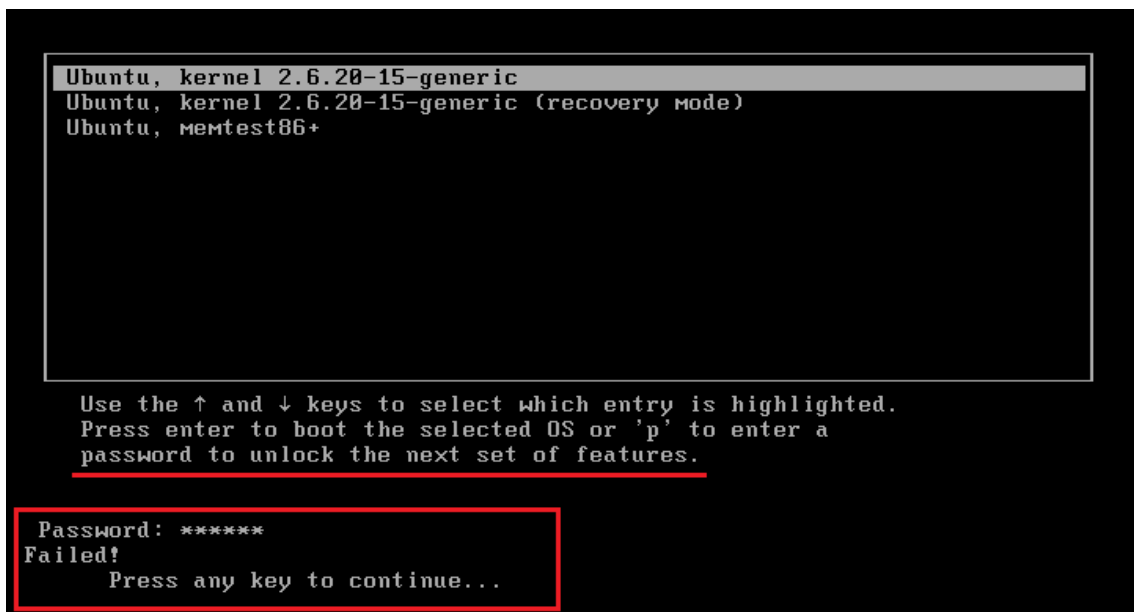 Ubuntu, kernel 2.6.20-15-generic
Ubuntu, kernel 2.6.20-15-generic (recovery mode)
Ubuntu, memtest86+
Use the ↑ and ↓ keys to select which entry is highlighted.
Press enter to boot the selected OS or 'p' to enter a
password to unlock the next set of features.
Password: ******
Failed!
Press any key to continue...